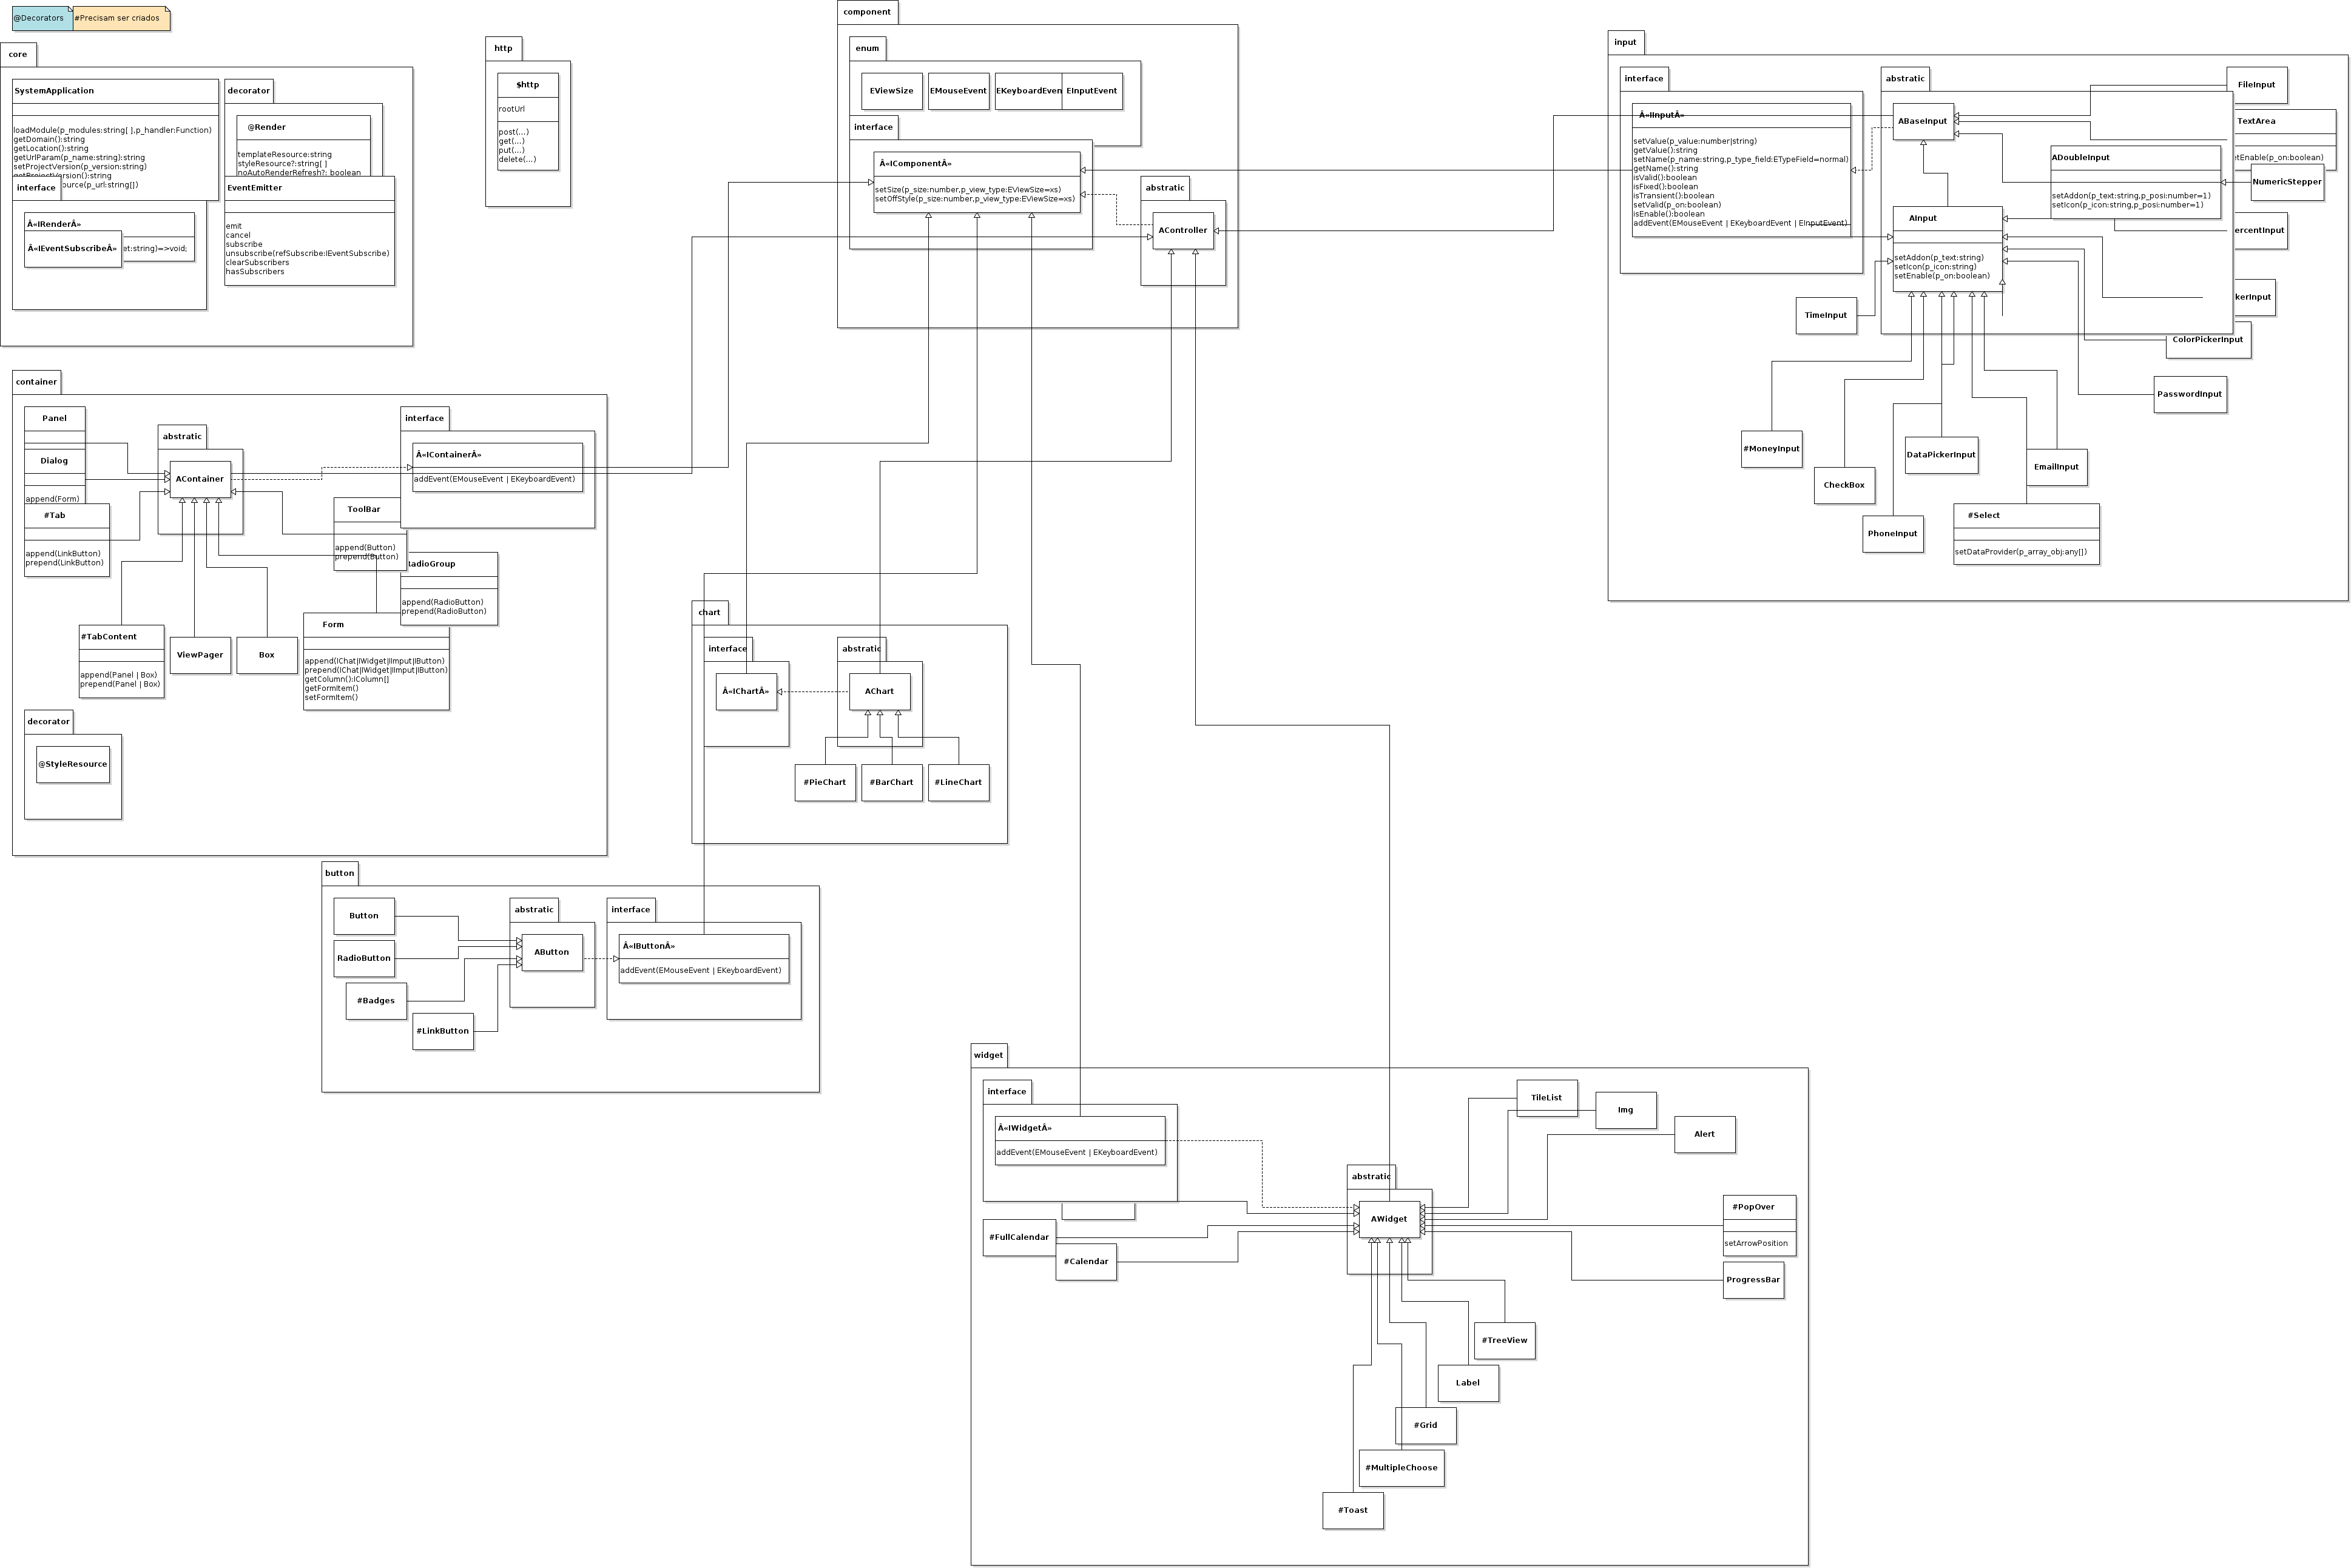 @Decorators
#Precisam ser criados
core
SystemApplication
loadModule(p_modules:string[ ],p_handler:Function)
getDomain():string
getLocation():string
getUrlParam(p_name:string):string
setProjectVersion(p_version:string)
getProjectVersion():string
ource(p_url:string[])
decorator
@Render
templateResource:string
styleResource?:string[ ]
noAutoRenderRefresh?: boolean
EventEmitter
emit
cancel
subscribe
unsubscribe(refSubscribe:IEventSubscribe)
clearSubscribers
hasSubscribers
interface
Â«IRenderÂ»
et:string)=>void;
Â«IEventSubscribeÂ»
http
$http
rootUrl
post(...)
get(...)
put(...)
delete(...)
component
enum
EViewSize
EMouseEvent
EKeyboardEven
EInputEvent
interface
Â«IComponentÂ»
setSize(p_size:number,p_view_type:EViewSize=xs)
setOffStyle(p_size:number,p_view_type:EViewSize=xs)
abstratic
AController
input
interface
Â«IInputÂ»
setValue(p_value:number|string)
getValue():string
setName(p_name:string,p_type_field:ETypeField=normal)
getName():string
isValid():boolean
isFixed():boolean
isTransient():boolean
setValid(p_on:boolean)
isEnable():boolean
addEvent(EMouseEvent | EKeyboardEvent | EInputEvent)
abstratic
ABaseInput
ADoubleInput
setAddon(p_text:string,p_posi:number=1)
setIcon(p_icon:string,p_posi:number=1)
AInput
setAddon(p_text:string)
setIcon(p_icon:string)
setEnable(p_on:boolean)
FileInput
TextArea
etEnable(p_on:boolean)
NumericStepper
ercentInput
kerInput
ColorPickerInput
PasswordInput
TimeInput
#MoneyInput
CheckBox
DataPickerInput
PhoneInput
EmailInput
#Select
setDataProvider(p_array_obj:any[])
container
Panel
Dialog
append(Form)
#Tab
append(LinkButton)
prepend(LinkButton)
abstratic
AContainer
interface
Â«IContainerÂ»
addEvent(EMouseEvent | EKeyboardEvent)
ToolBar
append(Button)
prepend(Button)
adioGroup
append(RadioButton)
prepend(RadioButton)
#TabContent
append(Panel | Box)
prepend(Panel | Box)
ViewPager
Box
Form
append(IChat|IWidget|IImput|IButton)
prepend(IChat|IWidget|IImput|IButton)
getColumn():IColumn[]
getFormItem()
setFormItem()
decorator
@StyleResource
chart
interface
Â«IChartÂ»
abstratic
AChart
#PieChart
#BarChart
#LineChart
button
Button
RadioButton
#Badges
#LinkButton
abstratic
AButton
interface
Â«IButtonÂ»
addEvent(EMouseEvent | EKeyboardEvent)
widget
interface
Â«IWidgetÂ»
addEvent(EMouseEvent | EKeyboardEvent)
#FullCalendar
#Calendar
abstratic
AWidget
TileList
Img
Alert
#PopOver
setArrowPosition
ProgressBar
#TreeView
Label
#Grid
#MultipleChoose
#Toast